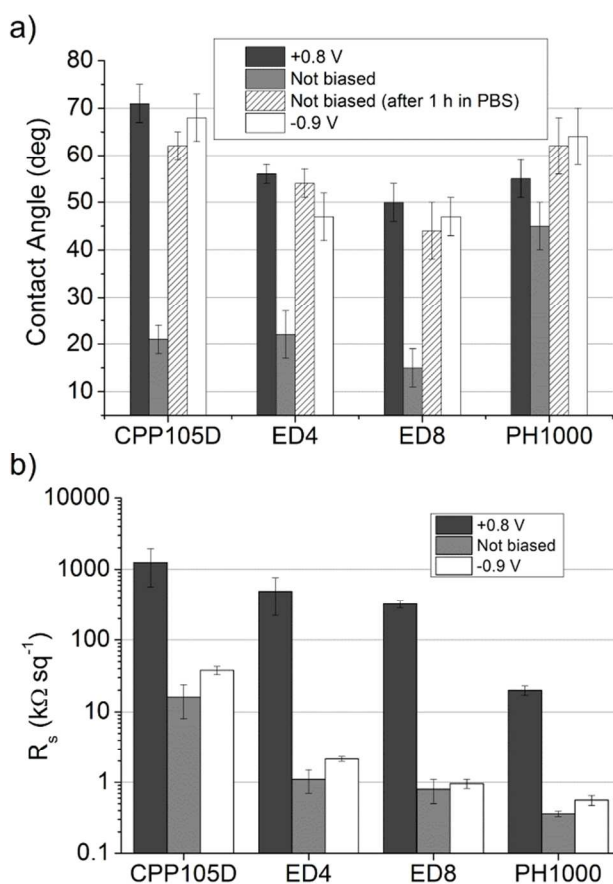 a)
+0.8 V
Not biased
Not biased (after 1 h in PBS)
-0.9 V
Contact Angle (deg)
80
70
60
50
40
30
20
10
CPP105D ED4 ED8 PH1000
b)
+0.8 V
Not biased
-0.9 V
Rs (kΩ sq⁻¹)
10000
1000
100
10
1
0.1
CPP105D ED4 ED8 PH1000